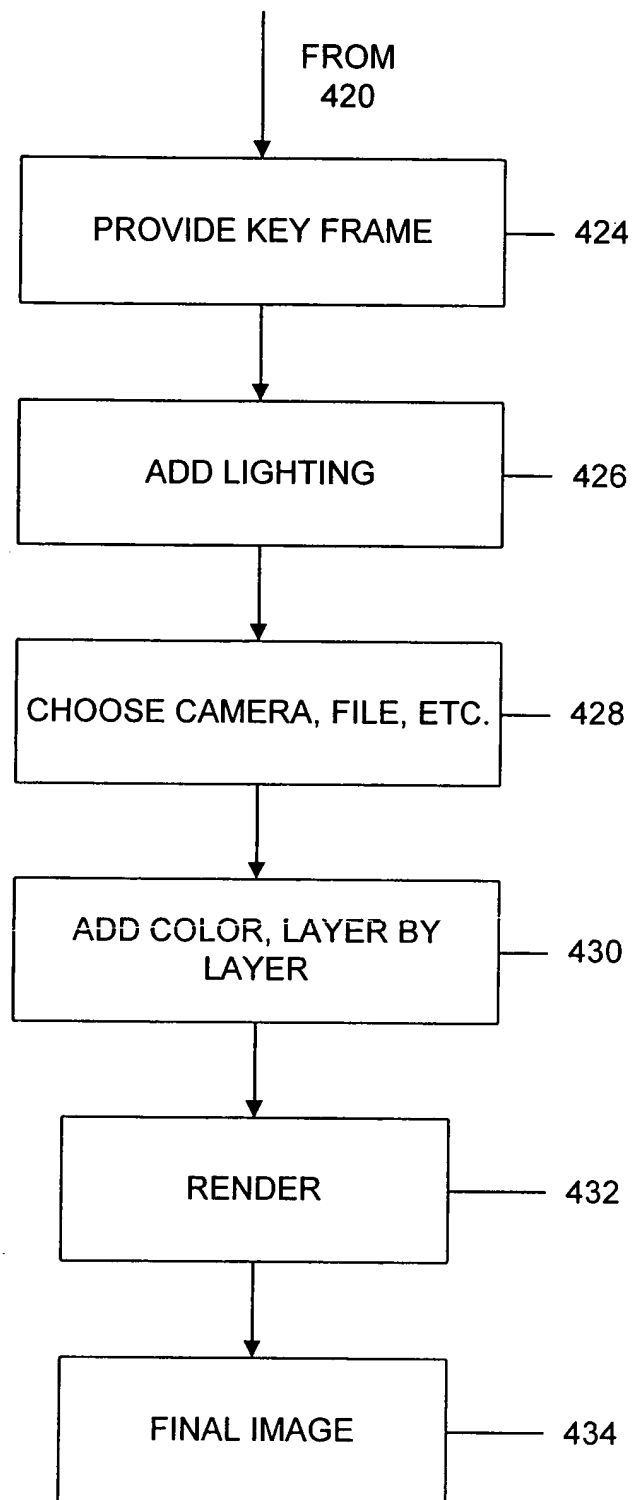 FROM
420
PROVIDE KEY FRAME
424
ADD LIGHTING
426
CHOOSE CAMERA, FILE, ETC.
428
ADD COLOR, LAYER BY
LAYER
430
RENDER
432
FINAL IMAGE
434